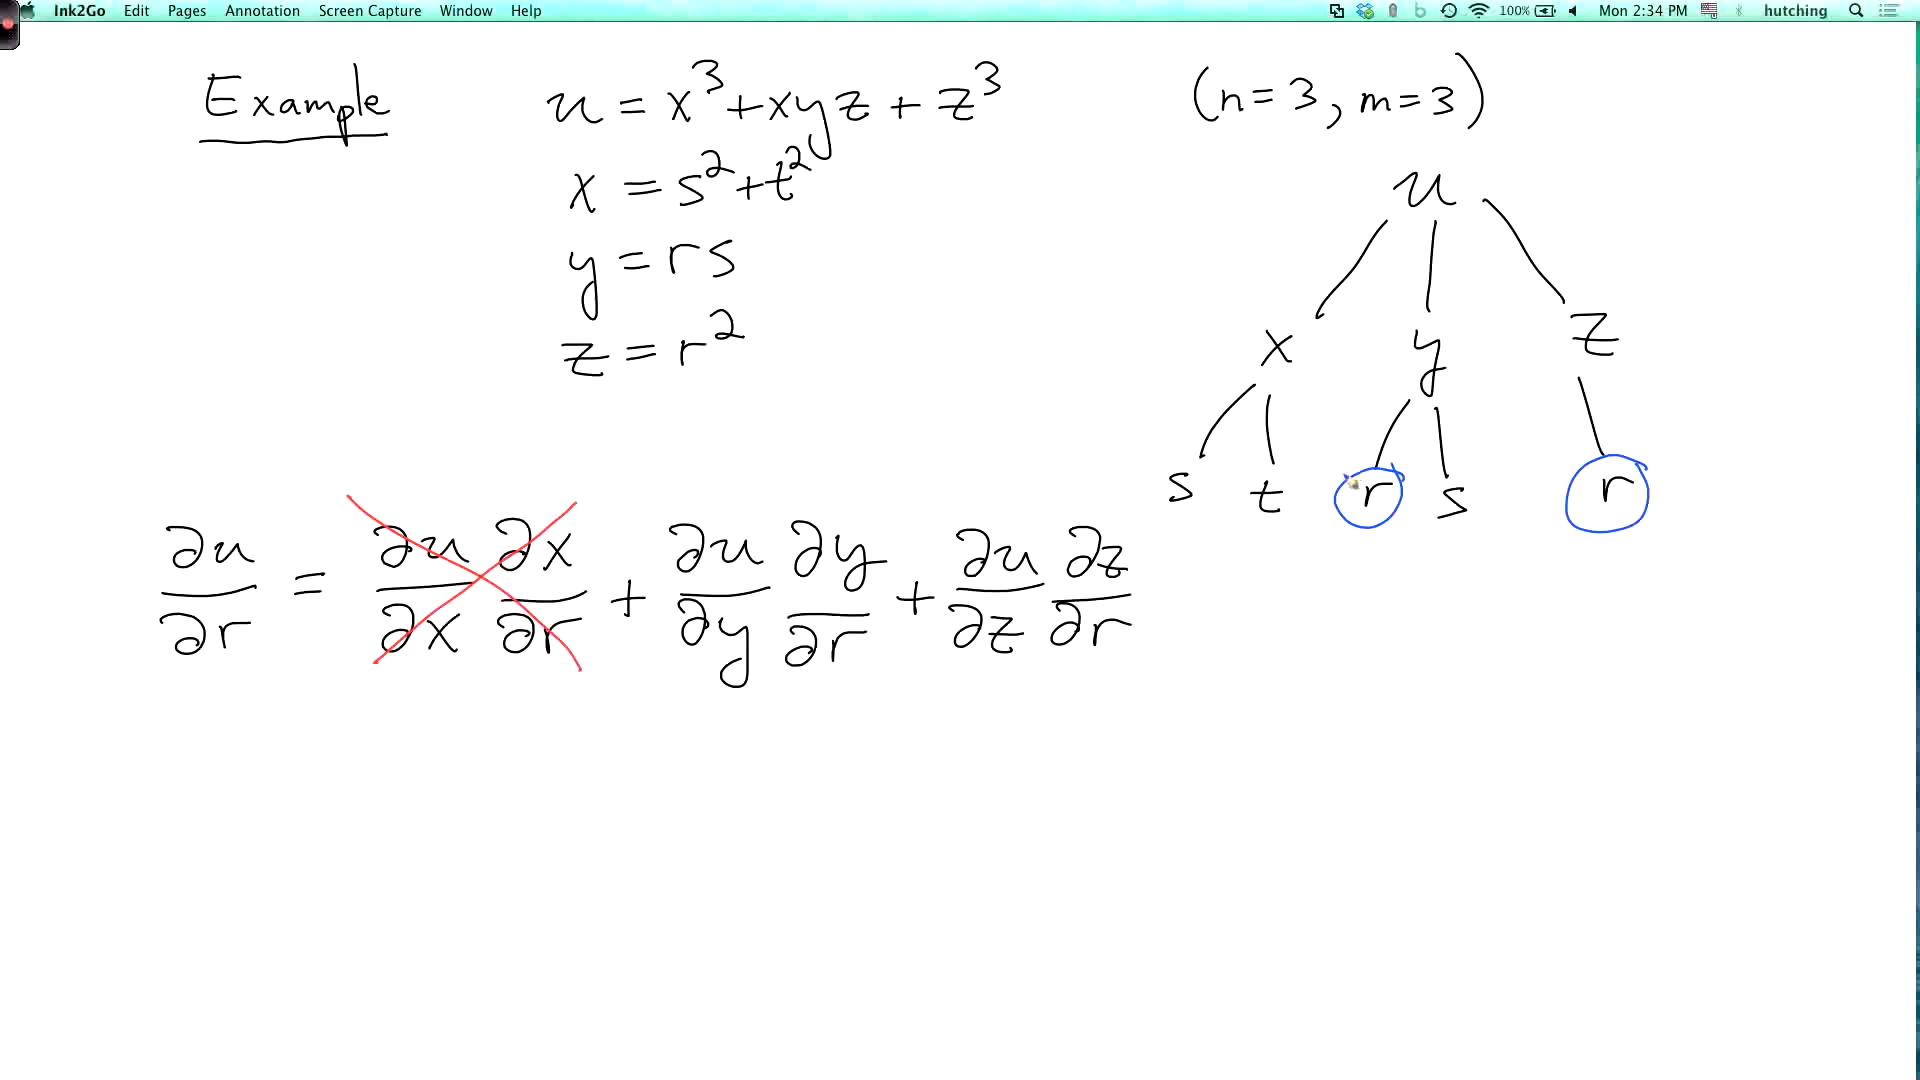 Ink2Go Edit Pages Annotation Screen Capture Window Help 100% Mon 2:34 PM hutching
Example u = x³ + xyz + z³ (n=3, m=3)
x = s² + t²
y = rs
z = r²
u
x y z
s t r s r
∂u/∂r = ∂u/∂x ∂x/∂r + ∂u/∂y ∂y/∂r + ∂u/∂z ∂z/∂r